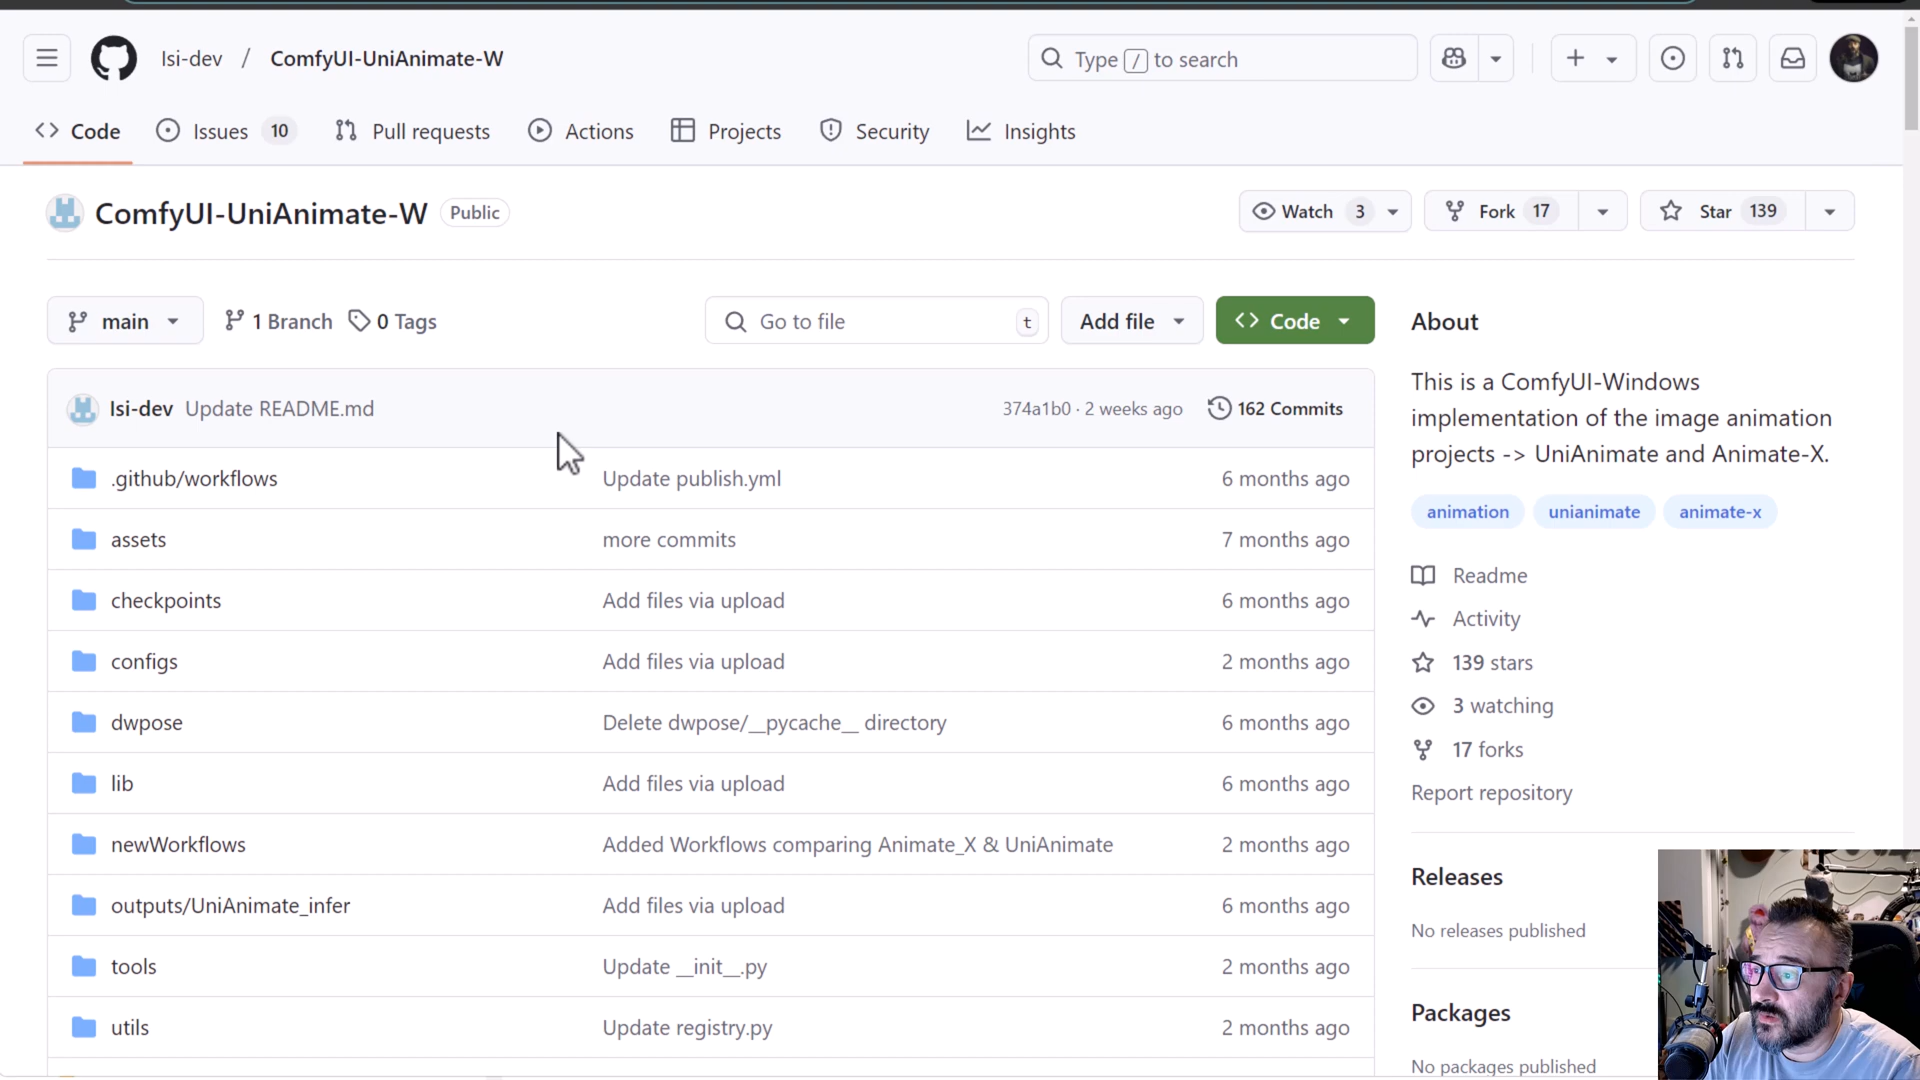 lsi-dev / ComfyUI-UniAnimate-W
Type / to search
Code
Issues 10
Pull requests
Actions
Projects
Security
Insights
ComfyUI-UniAnimate-W Public
Watch 3
Fork 17
Star 139
main
1 Branch
0 Tags
Go to file t
Add file
Code
lsi-dev Update README.md 374a1b0 · 2 weeks ago 162 Commits
.github/workflows Update publish.yml 6 months ago
assets more commits 7 months ago
checkpoints Add files via upload 6 months ago
configs Add files via upload 2 months ago
dwpose Delete dwpose/__pycache__ directory 6 months ago
lib Add files via upload 6 months ago
newWorkflows Added Workflows comparing Animate_X & UniAnimate 2 months ago
outputs/UniAnimate_infer Add files via upload 6 months ago
tools Update __init__.py 2 months ago
utils Update registry.py 2 months ago
About
This is a ComfyUI-Windows
implementation of the image animation
projects -> UniAnimate and Animate-X.
animation unianimate animate-x
Readme
Activity
139 stars
3 watching
17 forks
Report repository
Releases
No releases published
Packages
No packages published